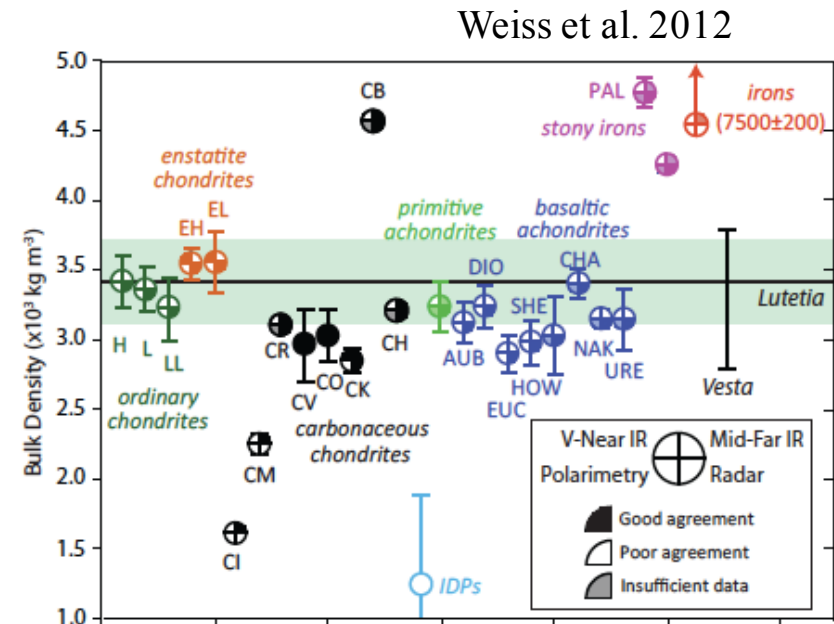 Weiss et al. 2012
5.0
4.5
4.0
3.5
3.0
2.5
2.0
1.5
1.0
Bulk Density (x10³ kg m⁻³)
CB
PAL
stony irons
irons
(7500±200)
enstatite
chondrites
EH
EL
primitive
achondrites
basaltic
achondrites
CHA
DIO
SHE
Lutetia
H
L
LL
ordinary
chondrites
CR
CV
CO
CK
CH
carbonaceous
chondrites
AUB
EUC
HOW
NAK
URE
Vesta
CM
CI
IDPs
V-Near IR
Mid-Far IR
Polarimetry
Radar
Good agreement
Poor agreement
Insufficient data